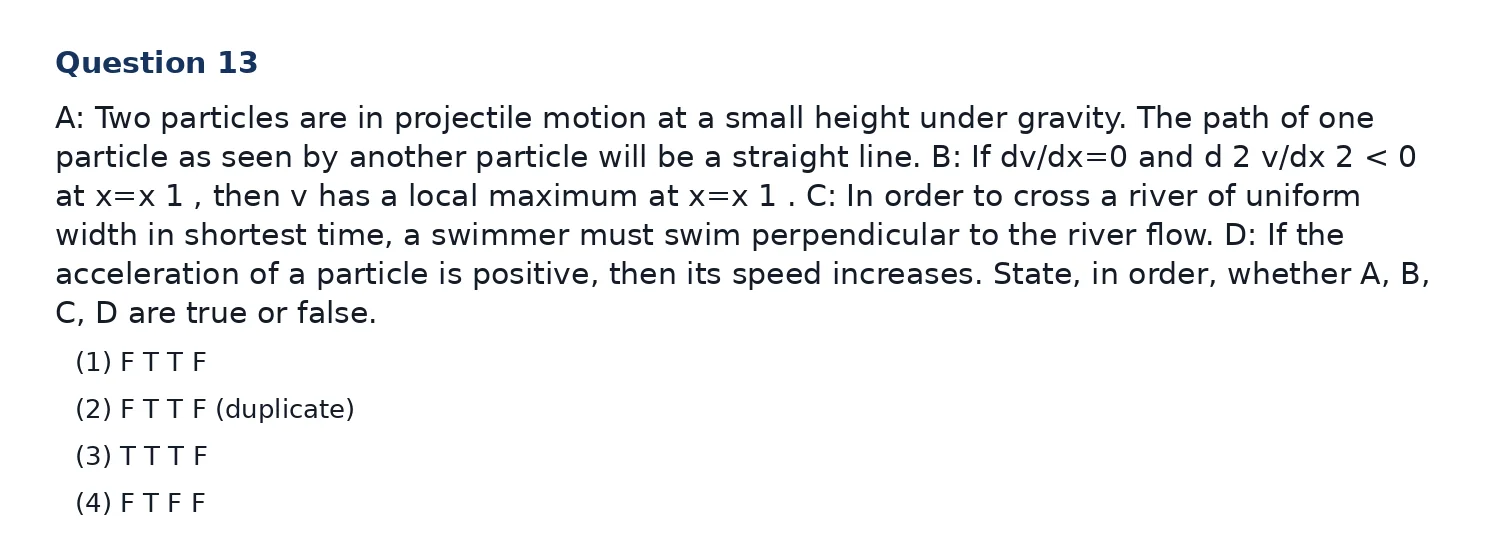 Question 13
A: Two particles are in projectile motion at a small height under gravity. The path of one
particle as seen by another particle will be a straight line. B: If dv/dx=0 and d 2 v/dx 2 < 0
at x=x 1 , then v has a local maximum at x=x 1 . C: In order to cross a river of uniform
width in shortest time, a swimmer must swim perpendicular to the river flow. D: If the
acceleration of a particle is positive, then its speed increases. State, in order, whether A, B,
C, D are true or false.
(1) F T T F
(2) F T T F (duplicate)
(3) T T T F
(4) F T F F